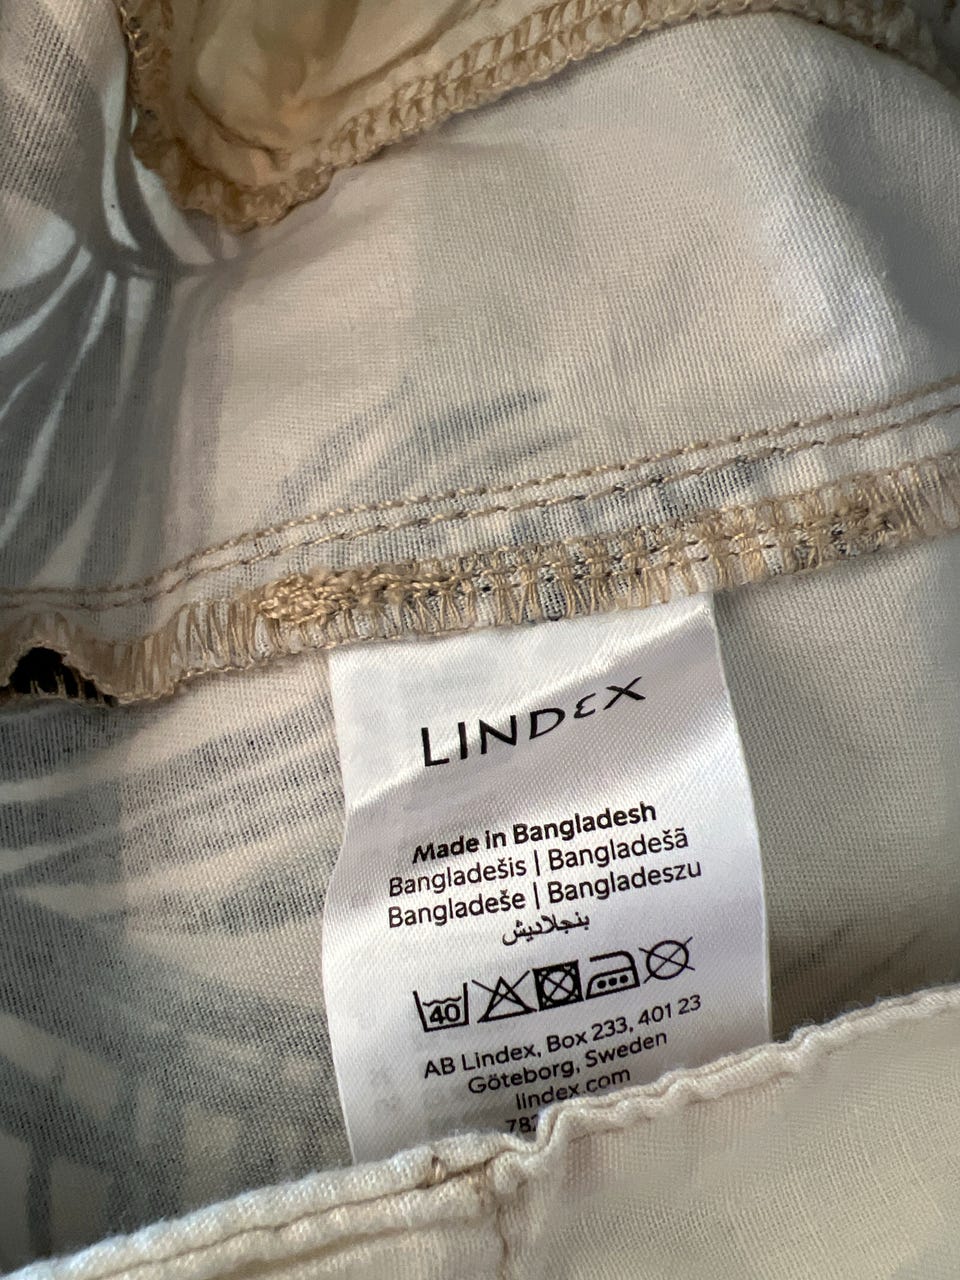 LINDEX
Made in Bangladesh
Bangladešis | Bangladešā
Bangladeše | Bangladeszu
بنجلاديش
40
AB Lindex, Box 233, 401 23
Göteborg, Sweden
lindex.com